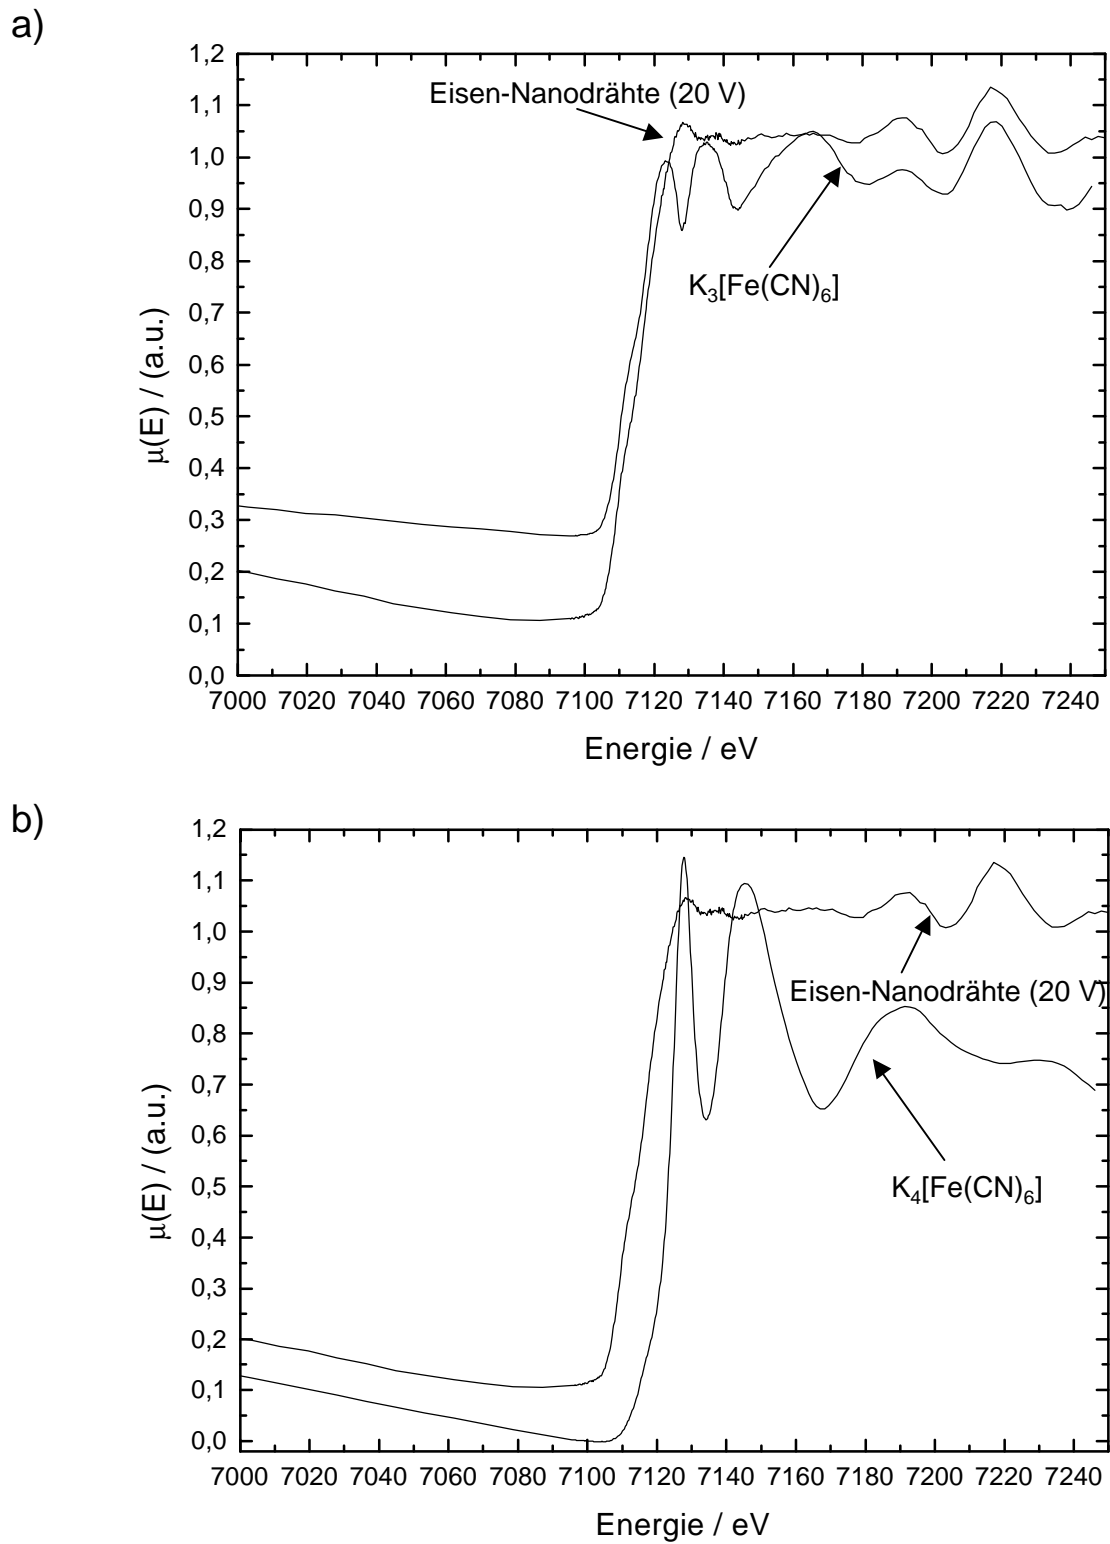 a)
1,2
1,1
1,0
0,9
0,8
0,7
0,6
0,5
0,4
0,3
0,2
0,1
0,0
μ(E) / (a.u.)
Eisen-Nanodrähte (20 V)
K₃[Fe(CN)₆]
7000 7020 7040 7060 7080 7100 7120 7140 7160 7180 7200 7220 7240
Energie / eV
b)
1,2
1,1
1,0
0,9
0,8
0,7
0,6
0,5
0,4
0,3
0,2
0,1
0,0
μ(E) / (a.u.)
Eisen-Nanodrähte (20 V)
K₄[Fe(CN)₆]
7000 7020 7040 7060 7080 7100 7120 7140 7160 7180 7200 7220 7240
Energie / eV